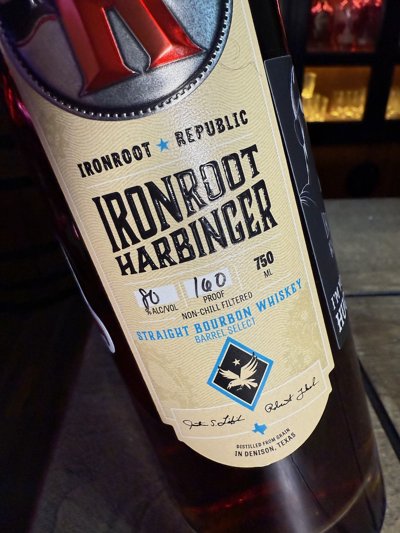 R
IRONROOT ★ REPUBLIC
IRONROOT
HARBINGER
80 160 750
%ALC/VOL PROOF ML
NON-CHILL FILTERED
STRAIGHT BOURBON WHISKEY
BARREL SELECT
DISTILLED FROM GRAIN
IN DENISON, TEXAS